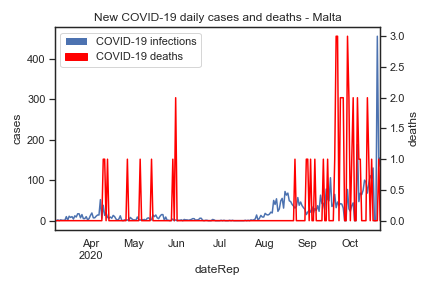 New COVID-19 daily cases and deaths - Malta
COVID-19 infections
COVID-19 deaths
400
300
200
100
0
cases
3.0
2.5
2.0
1.5
1.0
0.5
0.0
deaths
Apr May Jun Jul Aug Sep Oct
2020
dateRep